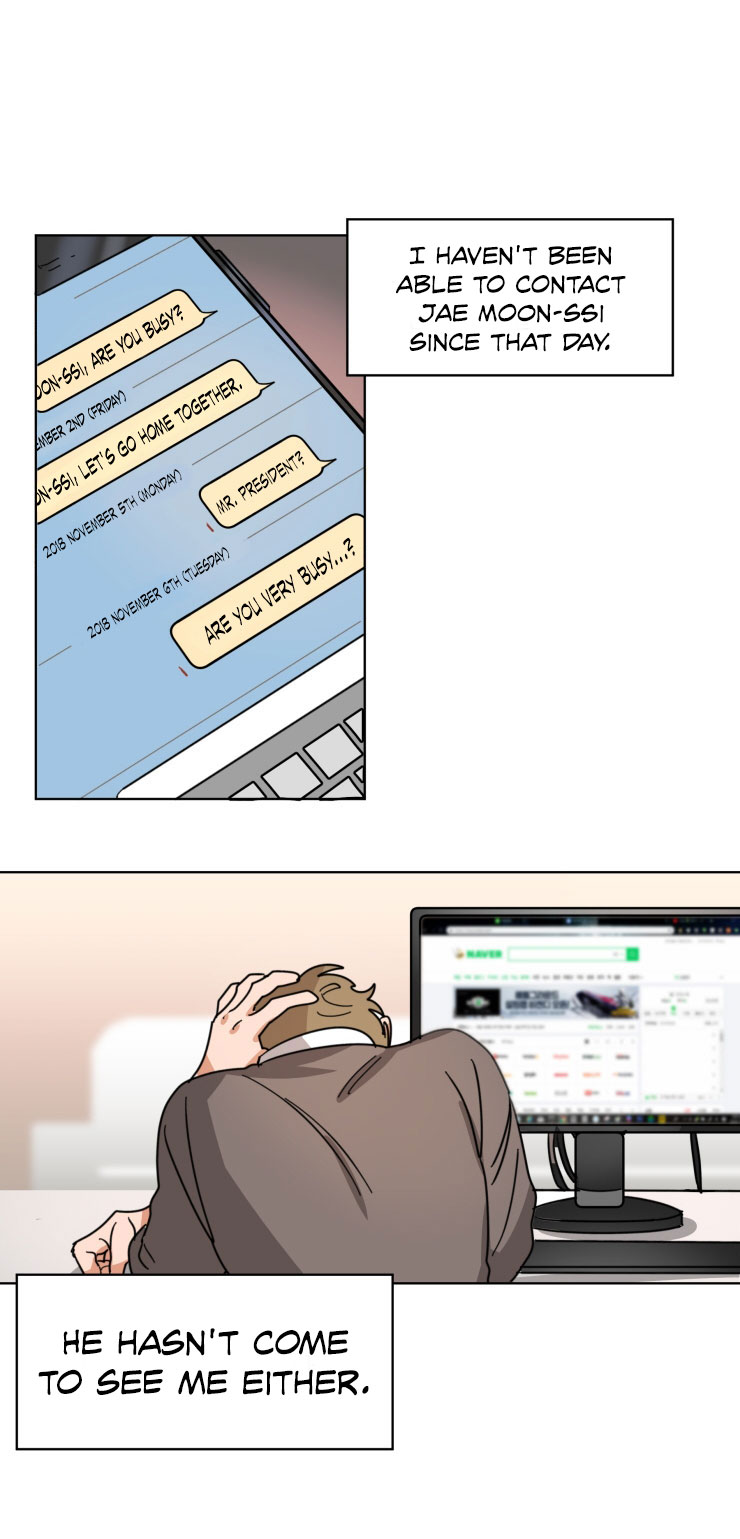 I HAVEN'T BEEN
ABLE TO CONTACT
JAE MOON-SSI
SINCE THAT DAY.
OON-SSI, ARE YOU BUSY?
EMBER 2ND (FRIDAY)
ON-SSI, LET'S GO HOME TOGETHER.
2018 NOVEMBER 5TH (MONDAY)
MR. PRESIDENT?
2018 NOVEMBER 6TH (TUESDAY)
ARE YOU VERY BUSY...?
NAVER
HE HASN'T COME
TO SEE ME EITHER.